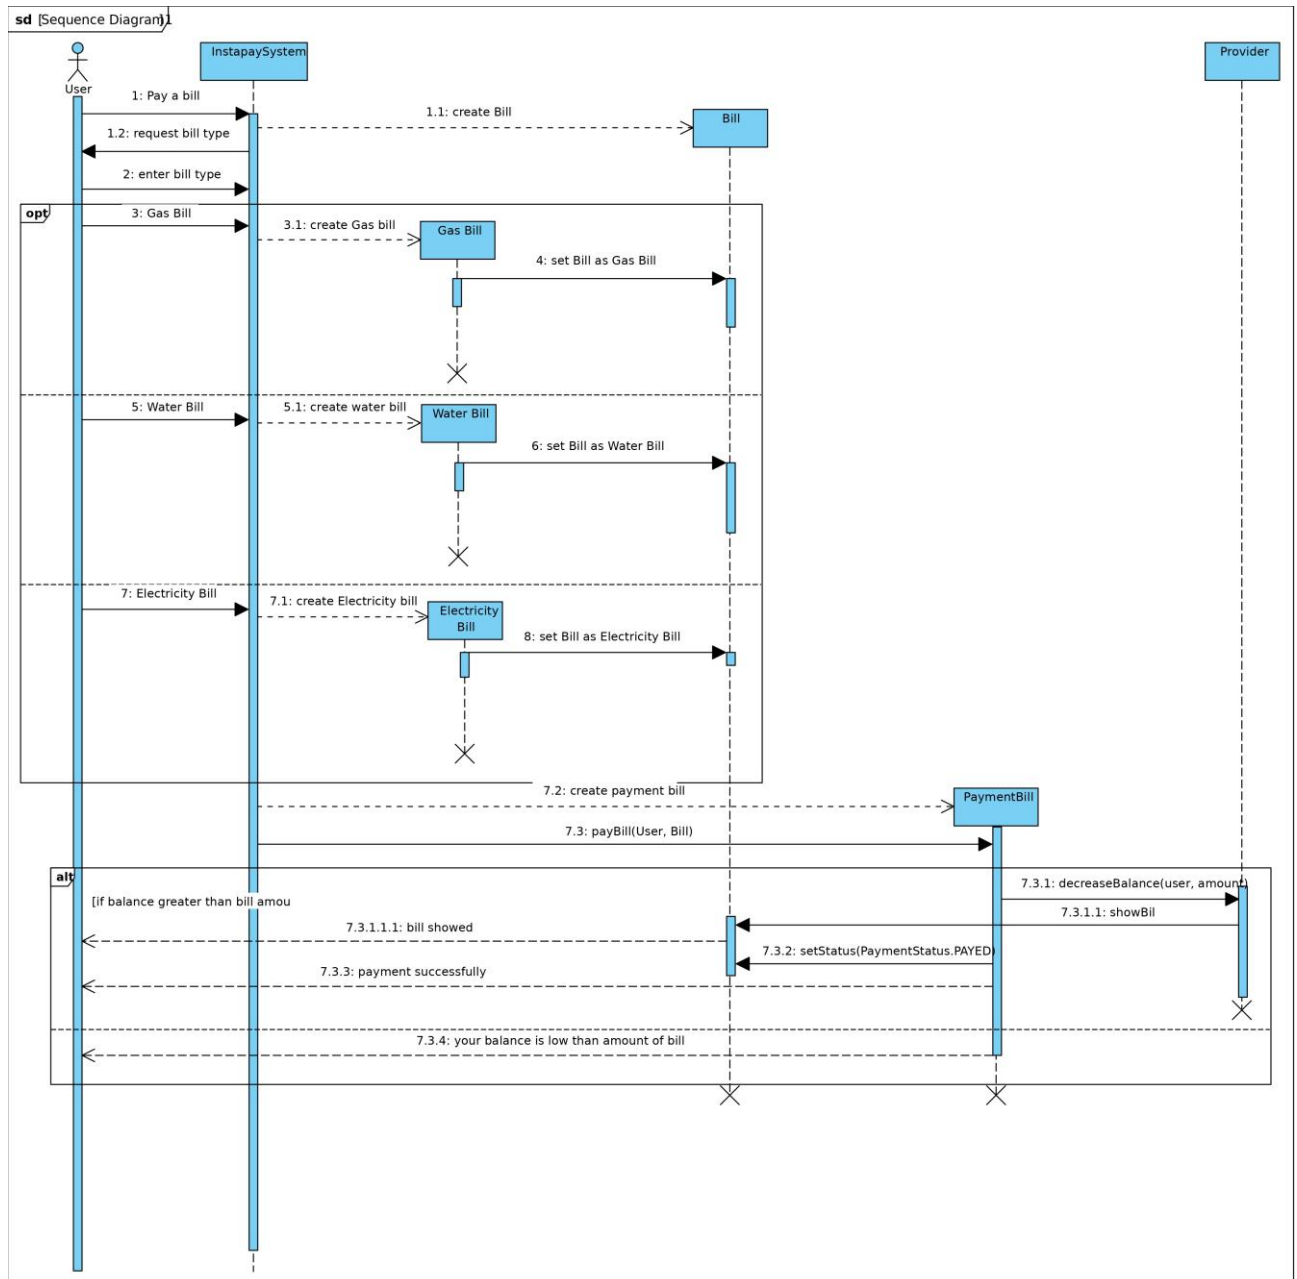 sd [Sequence Diagram1]
User
InstapaySystem
Provider
1: Pay a bill
1.1: create Bill
Bill
1.2: request bill type
2: enter bill type
opt
3: Gas Bill
3.1: create Gas bill
Gas Bill
4: set Bill as Gas Bill
5: Water Bill
5.1: create water bill
Water Bill
6: set Bill as Water Bill
7: Electricity Bill
7.1: create Electricity bill
Electricity
Bill
8: set Bill as Electricity Bill
7.2: create payment bill
PaymentBill
7.3: payBill(User, Bill)
alt
7.3.1: decreaseBalance(user, amount)
[if balance greater than bill amou
7.3.1.1: showBil
7.3.1.1.1: bill showed
7.3.2: setStatus(PaymentStatus.PAYED)
7.3.3: payment successfully
7.3.4: your balance is low than amount of bill